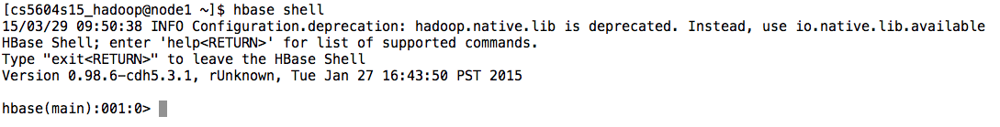 [cs5604s15_hadoop@node1 ~]$ hbase shell
15/03/29 09:50:38 INFO Configuration.deprecation: hadoop.native.lib is deprecated. Instead, use io.native.lib.available
HBase Shell; enter 'help<RETURN>' for list of supported commands.
Type "exit<RETURN>" to leave the HBase Shell
Version 0.98.6-cdh5.3.1, rUnknown, Tue Jan 27 16:43:50 PST 2015
hbase(main):001:0>